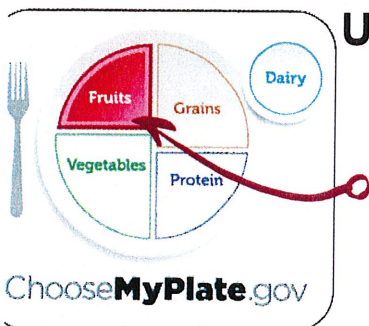 U
Dairy
Fruits
Grains
Vegetables
Protein
ChooseMyPlate.gov